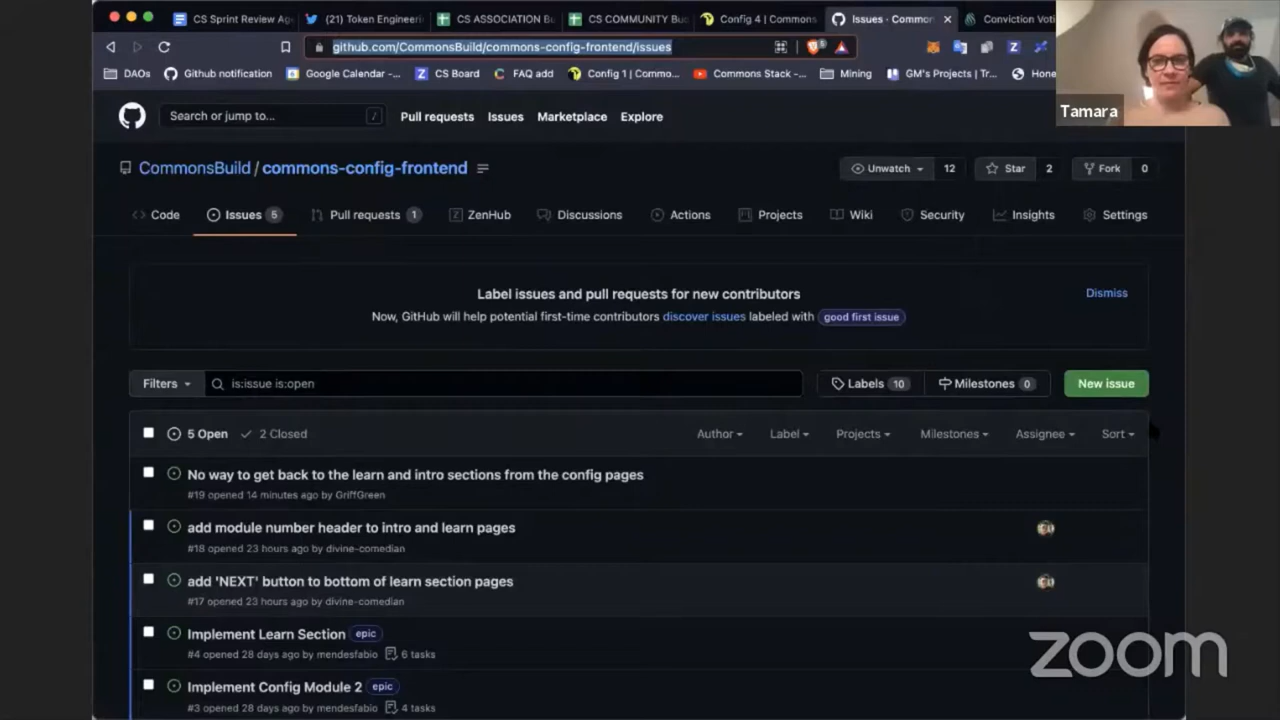 CS Sprint Review Ag
(21) Token Engineeri
CS ASSOCIATION Bu
CS COMMUNITY Bu
Config 4 | Commons
Issues · Common
Conviction Voti
github.com/CommonsBuild/commons-config-frontend/issues
DAOs
Github notification
Google Calendar -...
CS Board
FAQ add
Config 1 | Commo...
Commons Stack -...
Mining
GM's Projects | Tr...
Hone
Tamara
Search or jump to...
/
Pull requests
Issues
Marketplace
Explore
CommonsBuild / commons-config-frontend
Unwatch
12
Star
2
Fork
0
Code
Issues 5
Pull requests 1
ZenHub
Discussions
Actions
Projects
Wiki
Security
Insights
Settings
Label issues and pull requests for new contributors
Dismiss
Now, GitHub will help potential first-time contributors discover issues labeled with good first issue
Filters
is:issue is:open
Labels 10
Milestones 0
New issue
5 Open
2 Closed
Author
Label
Projects
Milestones
Assignee
Sort
No way to get back to the learn and intro sections from the config pages
#19 opened 14 minutes ago by GriffGreen
add module number header to intro and learn pages
#18 opened 23 hours ago by divine-comedian
add 'NEXT' button to bottom of learn section pages
#17 opened 23 hours ago by divine-comedian
Implement Learn Section epic
#4 opened 28 days ago by mendesfabio 6 tasks
Implement Config Module 2 epic
#3 opened 28 days ago by mendesfabio 4 tasks
zoom